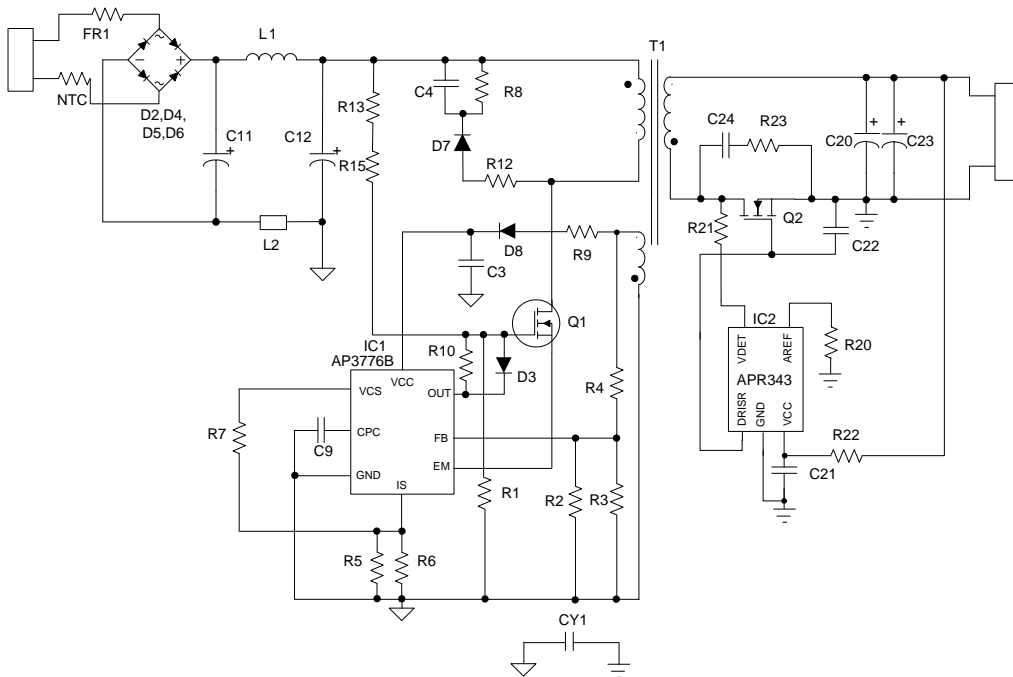 FR1
NTC
D2,D4,
D5,D6
L1
C11
+
C12
+
L2
R13
R15
C4
R8
D7
R12
T1
C24
R23
C20
+
C23
+
Q2
R21
C22
D8
R9
C3
Q1
IC1
AP3776B
VCS
VCC
CPC
OUT
FB
GND
EM
IS
R10
D3
R7
C9
R4
R1
R2
R3
R5
R6
IC2
VDET
AREF
APR343
DRISR
GND
VCC
R20
R22
C21
CY1